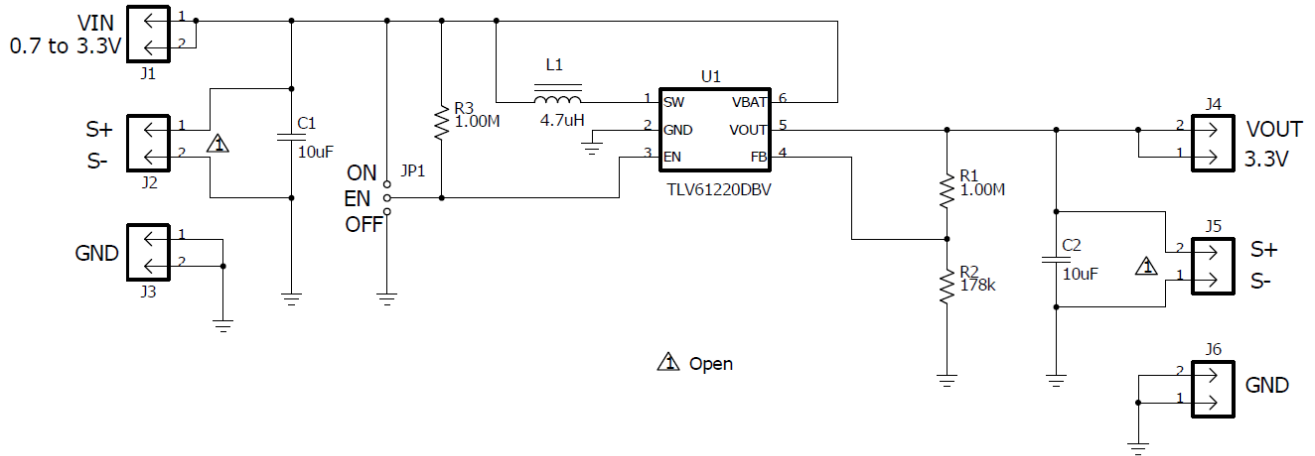 VIN
0.7 to 3.3V
1
2
J1
S+
S-
1
2
1
J2
GND
1
2
J3
C1
10uF
ON
EN
OFF
JP1
R3
1.00M
L1
4.7uH
U1
1 SW VBAT 6
2 GND VOUT 5
3 EN FB 4
TLV61220DBV
R1
1.00M
R2
178k
C2
10uF
J4
2
1
VOUT
3.3V
J5
2
1
1
S+
S-
1 Open
J6
2
1
GND